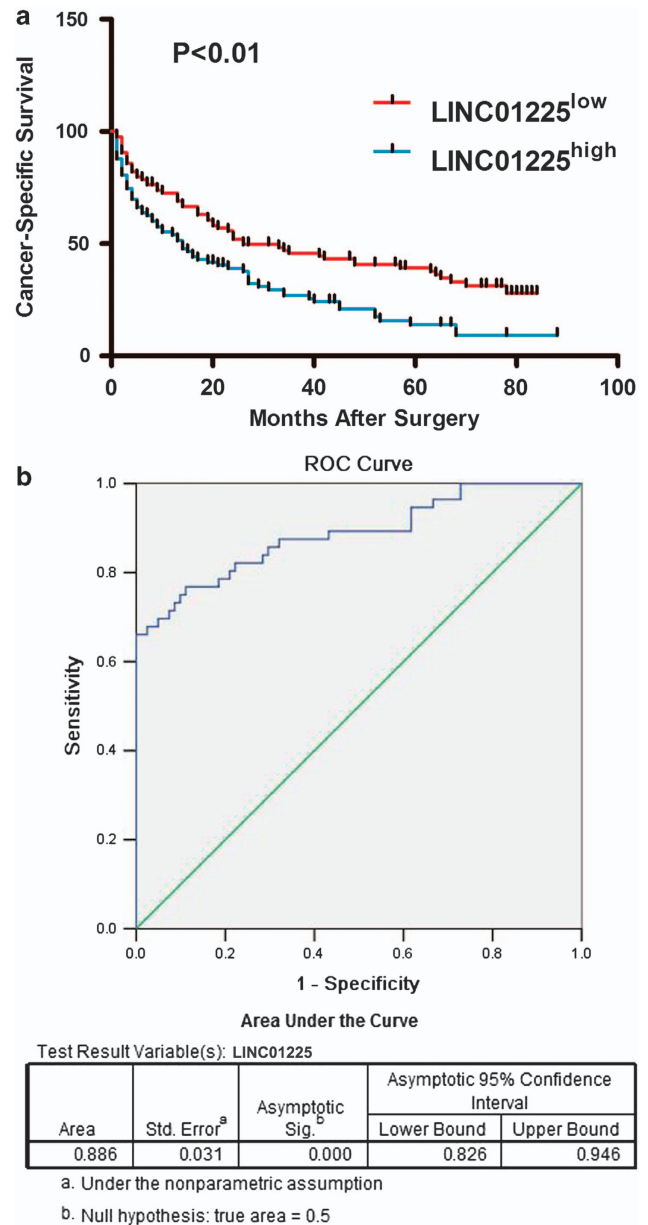 a
150
100
50
0
Cancer-Specific Survival
P<0.01
LINC01225low
LINC01225high
0 20 40 60 80 100
Months After Surgery
b
ROC Curve
1.0
0.8
0.6
0.4
0.2
0.0
Sensitivity
0.0 0.2 0.4 0.6 0.8 1.0
1 - Specificity
Area Under the Curve
Test Result Variable(s): LINC01225
Area Std. Errora Asymptotic Sig.b Asymptotic 95% Confidence Interval
Lower Bound Upper Bound
0.886 0.031 0.000 0.826 0.946
a. Under the nonparametric assumption
b. Null hypothesis: true area = 0.5